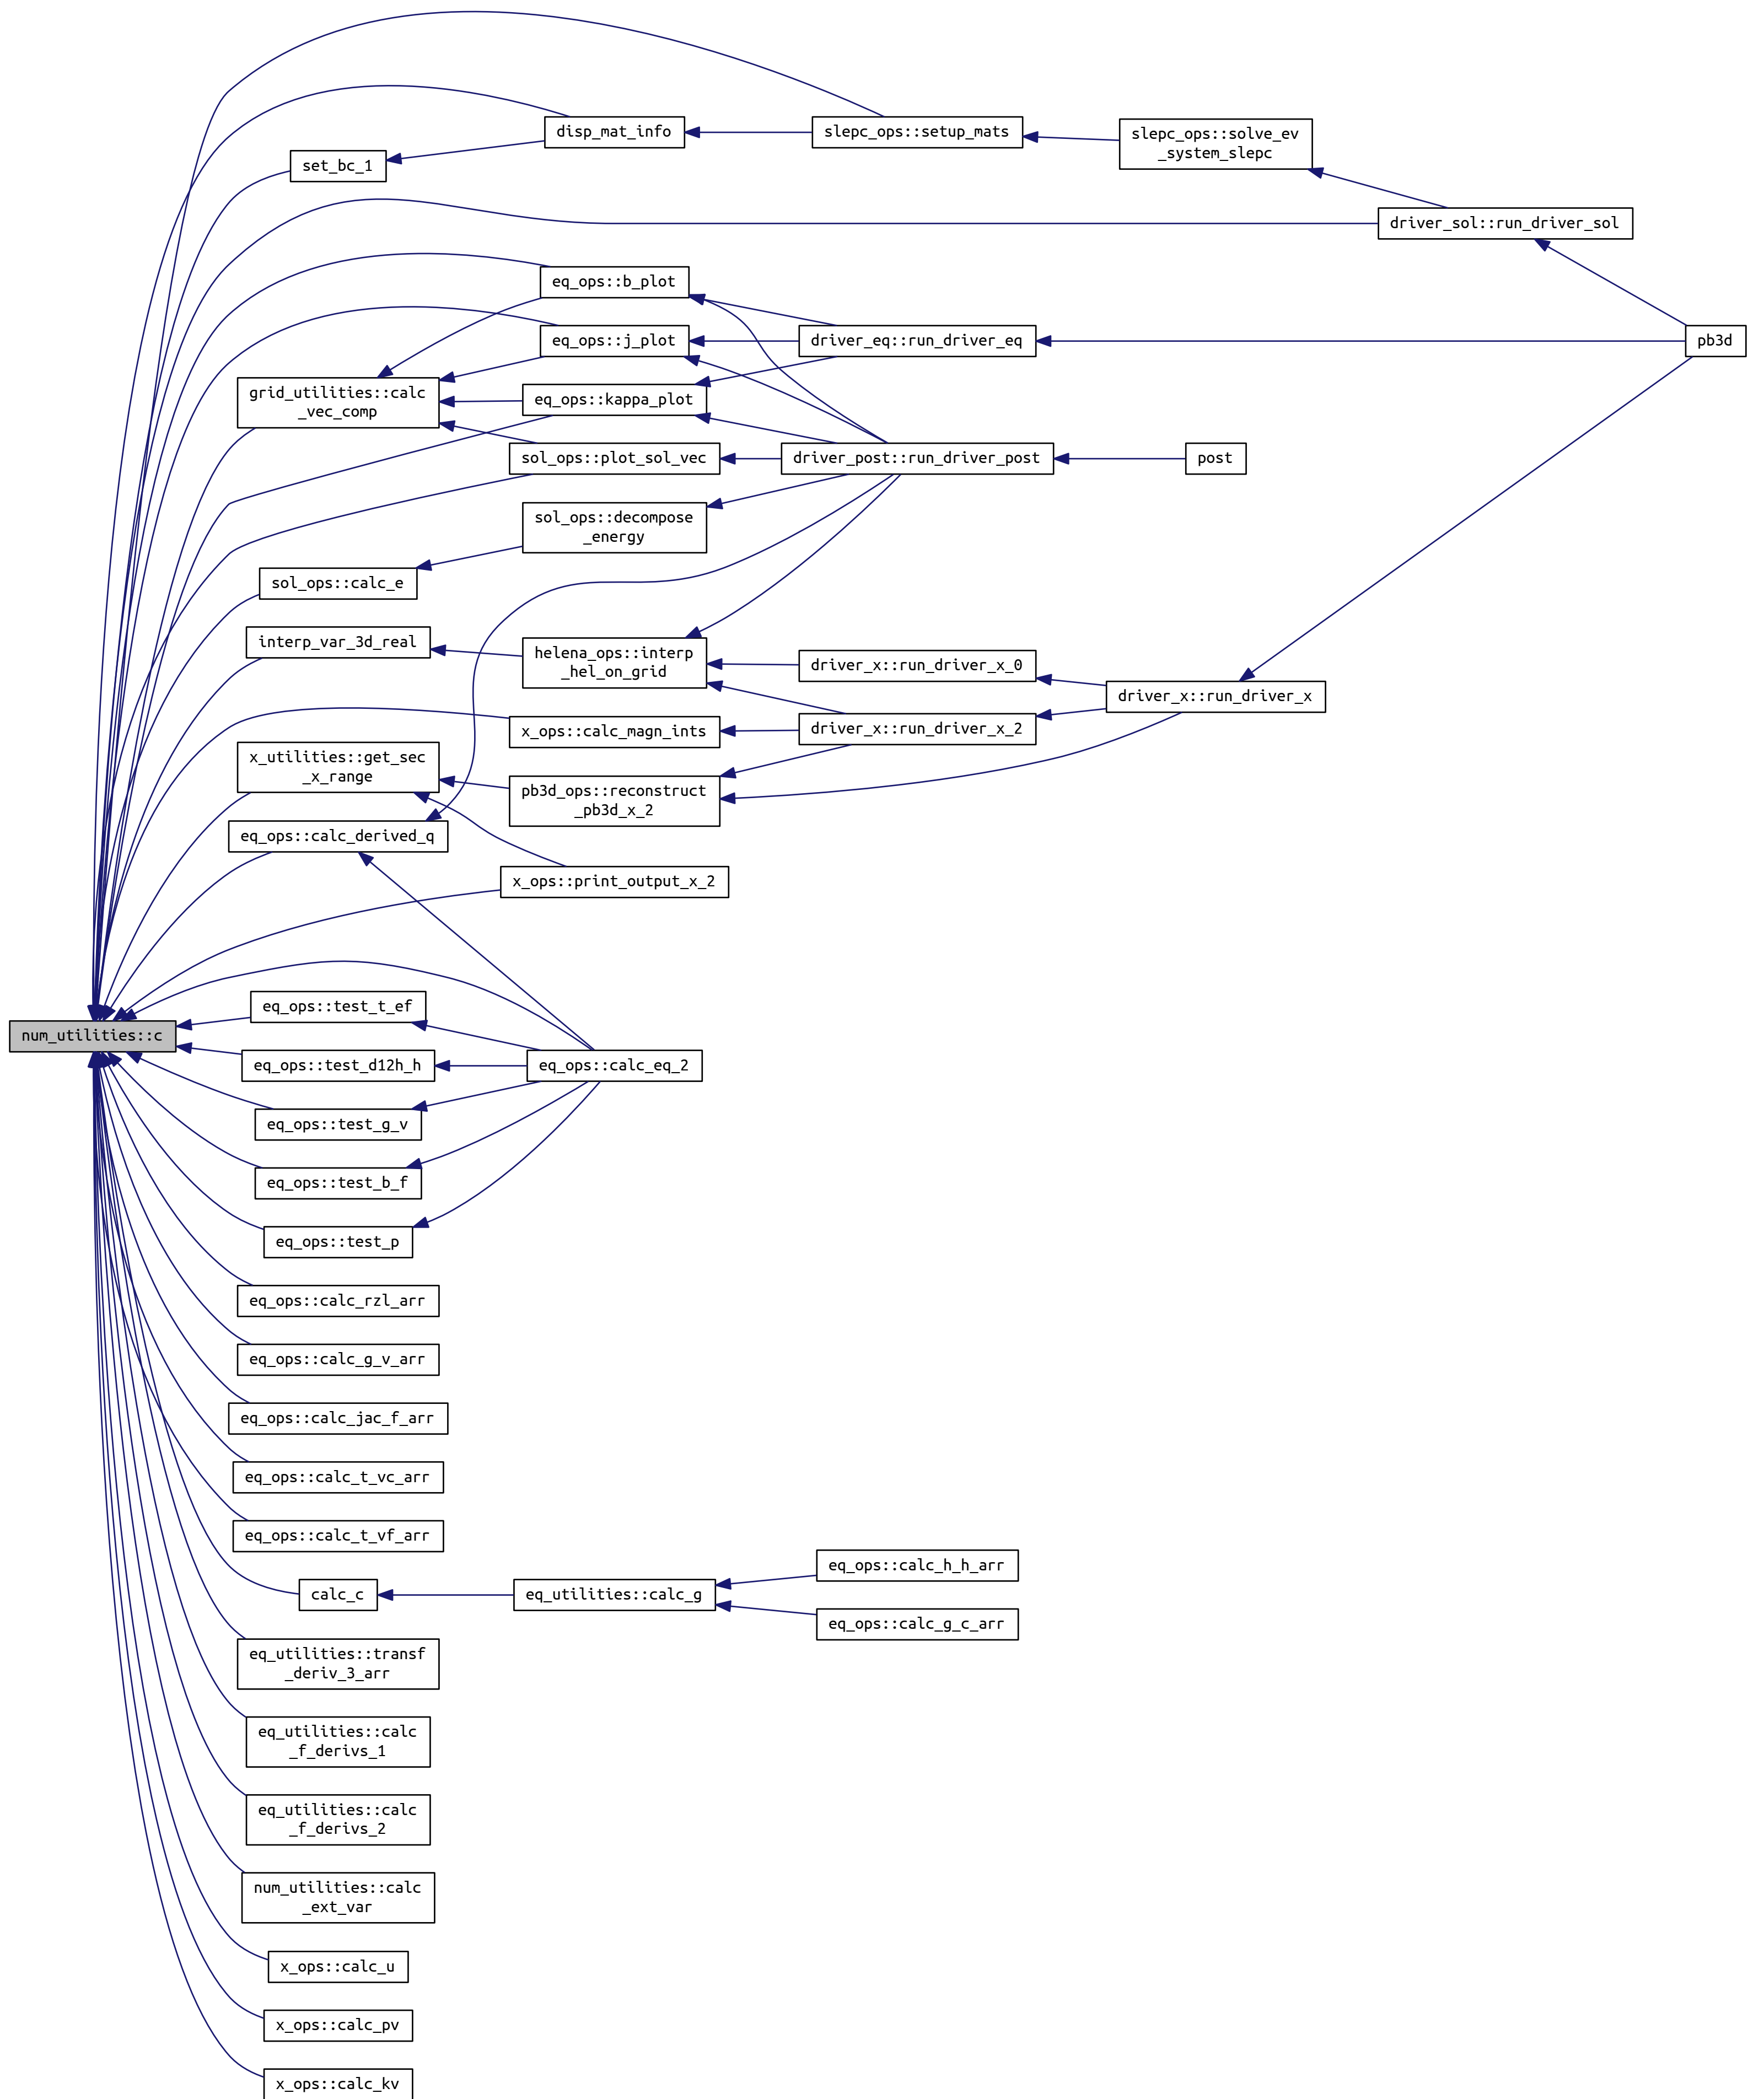 disp_mat_info
slepc_ops::setup_mats
slepc_ops::solve_ev
_system_slepc
set_bc_1
driver_sol::run_driver_sol
eq_ops::b_plot
eq_ops::j_plot
driver_eq::run_driver_eq
pb3d
grid_utilities::calc
_vec_comp
eq_ops::kappa_plot
sol_ops::plot_sol_vec
driver_post::run_driver_post
post
sol_ops::decompose
_energy
sol_ops::calc_e
interp_var_3d_real
helena_ops::interp
_hel_on_grid
driver_x::run_driver_x_0
driver_x::run_driver_x
x_ops::calc_magn_ints
driver_x::run_driver_x_2
x_utilities::get_sec
_x_range
pb3d_ops::reconstruct
_pb3d_x_2
eq_ops::calc_derived_q
x_ops::print_output_x_2
eq_ops::test_t_ef
num_utilities::c
eq_ops::test_d12h_h
eq_ops::calc_eq_2
eq_ops::test_g_v
eq_ops::test_b_f
eq_ops::test_p
eq_ops::calc_rzl_arr
eq_ops::calc_g_v_arr
eq_ops::calc_jac_f_arr
eq_ops::calc_t_vc_arr
eq_ops::calc_t_vf_arr
eq_ops::calc_h_h_arr
calc_c
eq_utilities::calc_g
eq_ops::calc_g_c_arr
eq_utilities::transf
_deriv_3_arr
eq_utilities::calc
_f_derivs_1
eq_utilities::calc
_f_derivs_2
num_utilities::calc
_ext_var
x_ops::calc_u
x_ops::calc_pv
x_ops::calc_kv